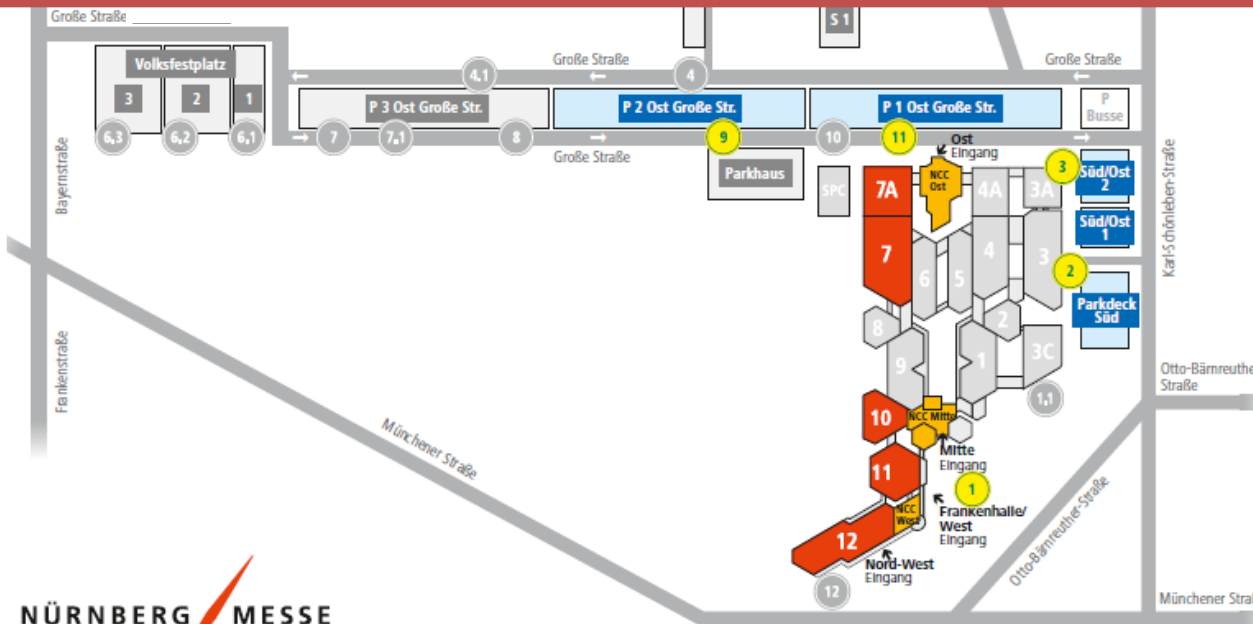 Große Straße
S 1
Große Straße
Große Straße
Volksfestplatz
3
2
1
4.1
4
P 3 Ost Große Str.
P 2 Ost Große Str.
P 1 Ost Große Str.
P
Busse
6.3
6.2
6.1
7
7.1
8
9
10
11
Große Straße
Ost
Eingang
Bayernstraße
Parkhaus
SPC
7A
NCC
Ost
4A
3A
3
Süd/Ost
2
Süd/Ost
1
Karl-Schönleben-Straße
7
6
5
4
3
2
Parkdeck
Süd
8
2
9
1
3C
1.1
Frankenstraße
Otto-Bärnreuther
Straße
10
NCC Mitte
Mitte
Eingang
Münchener Straße
11
1
NCC
West
Frankenhalle/
West
Eingang
12
Nord-West
Eingang
12
Otto-Bärnreuther-Straße
Münchener Straß
NÜRNBERG MESSE